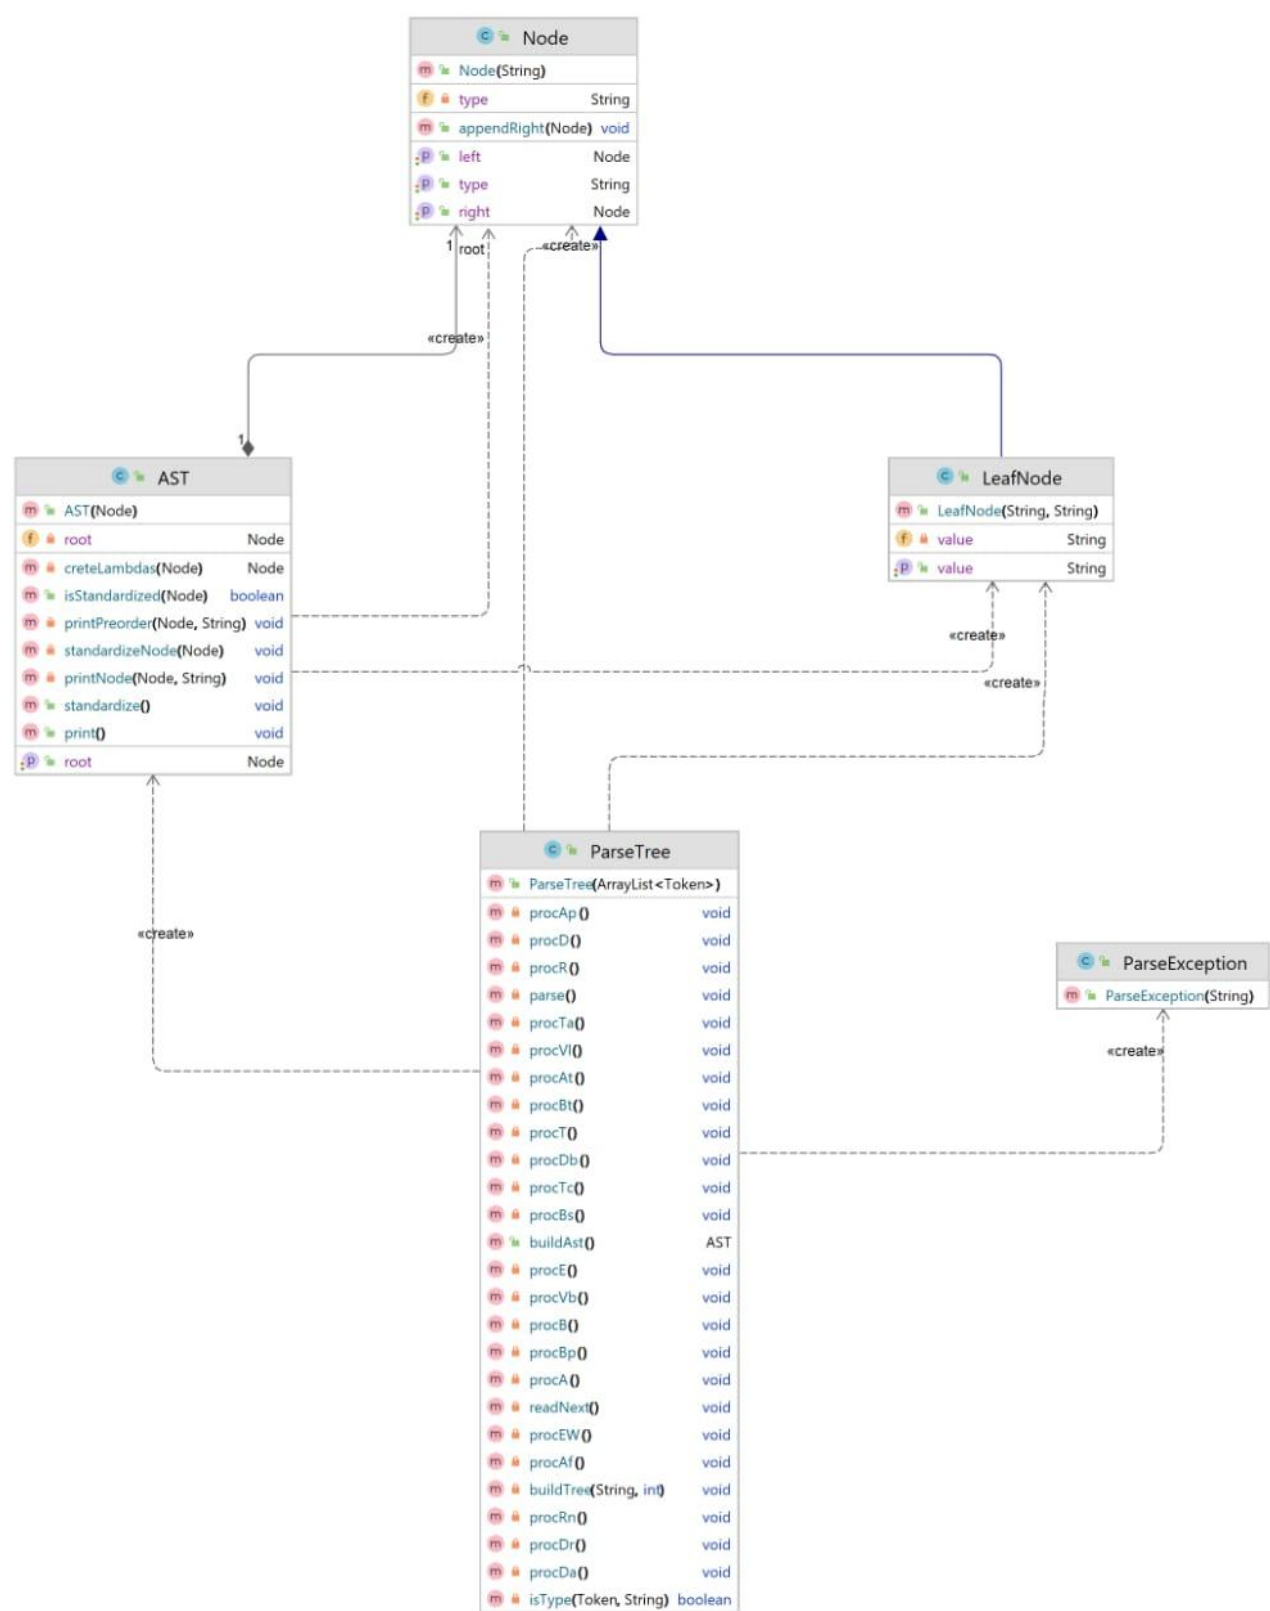 Node
Node(String)
type String
appendRight(Node) void
left Node
type String
right Node
1 root «create»
«create»
1
AST
AST(Node)
root Node
creteLambdas(Node) Node
isStandardized(Node) boolean
printPreorder(Node, String) void
standardizeNode(Node) void
printNode(Node, String) void
standardize() void
print() void
root Node
LeafNode
LeafNode(String, String)
value String
value String
«create»
«create»
«create»
ParseTree
ParseTree(ArrayList<Token>)
procAp() void
procD() void
procR() void
parse() void
procTa() void
procVl() void
procAt() void
procBt() void
procT() void
procDb() void
procTc() void
procBs() void
buildAst() AST
procE() void
procVb() void
procB() void
procBp() void
procA() void
readNext() void
procEW() void
procAf() void
buildTree(String, int) void
procRn() void
procDr() void
procDa() void
isType(Token, String) boolean
ParseException
ParseException(String)
«create»